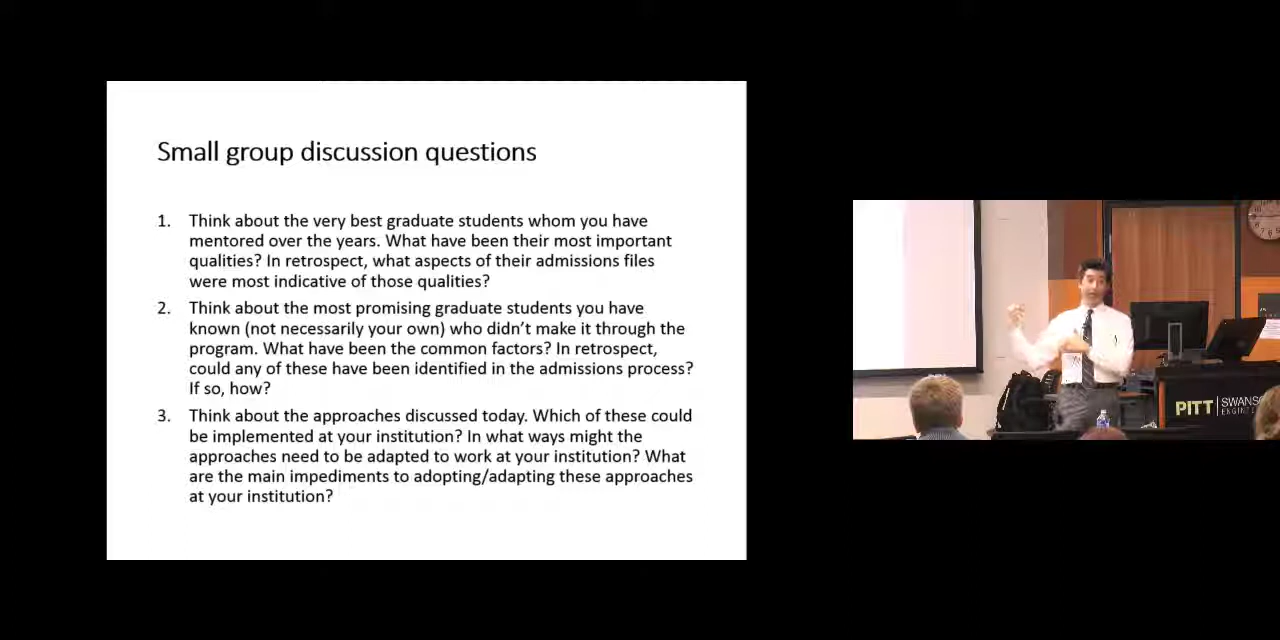 Small group discussion questions
1. Think about the very best graduate students whom you have
mentored over the years. What have been their most important
qualities? In retrospect, what aspects of their admissions files
were most indicative of those qualities?
2. Think about the most promising graduate students you have
known (not necessarily your own) who didn't make it through the
program. What have been the common factors? In retrospect,
could any of these have been identified in the admissions process?
If so, how?
3. Think about the approaches discussed today. Which of these could
be implemented at your institution? In what ways might the
approaches need to be adapted to work at your institution? What
are the main impediments to adopting/adapting these approaches
at your institution?
PITT